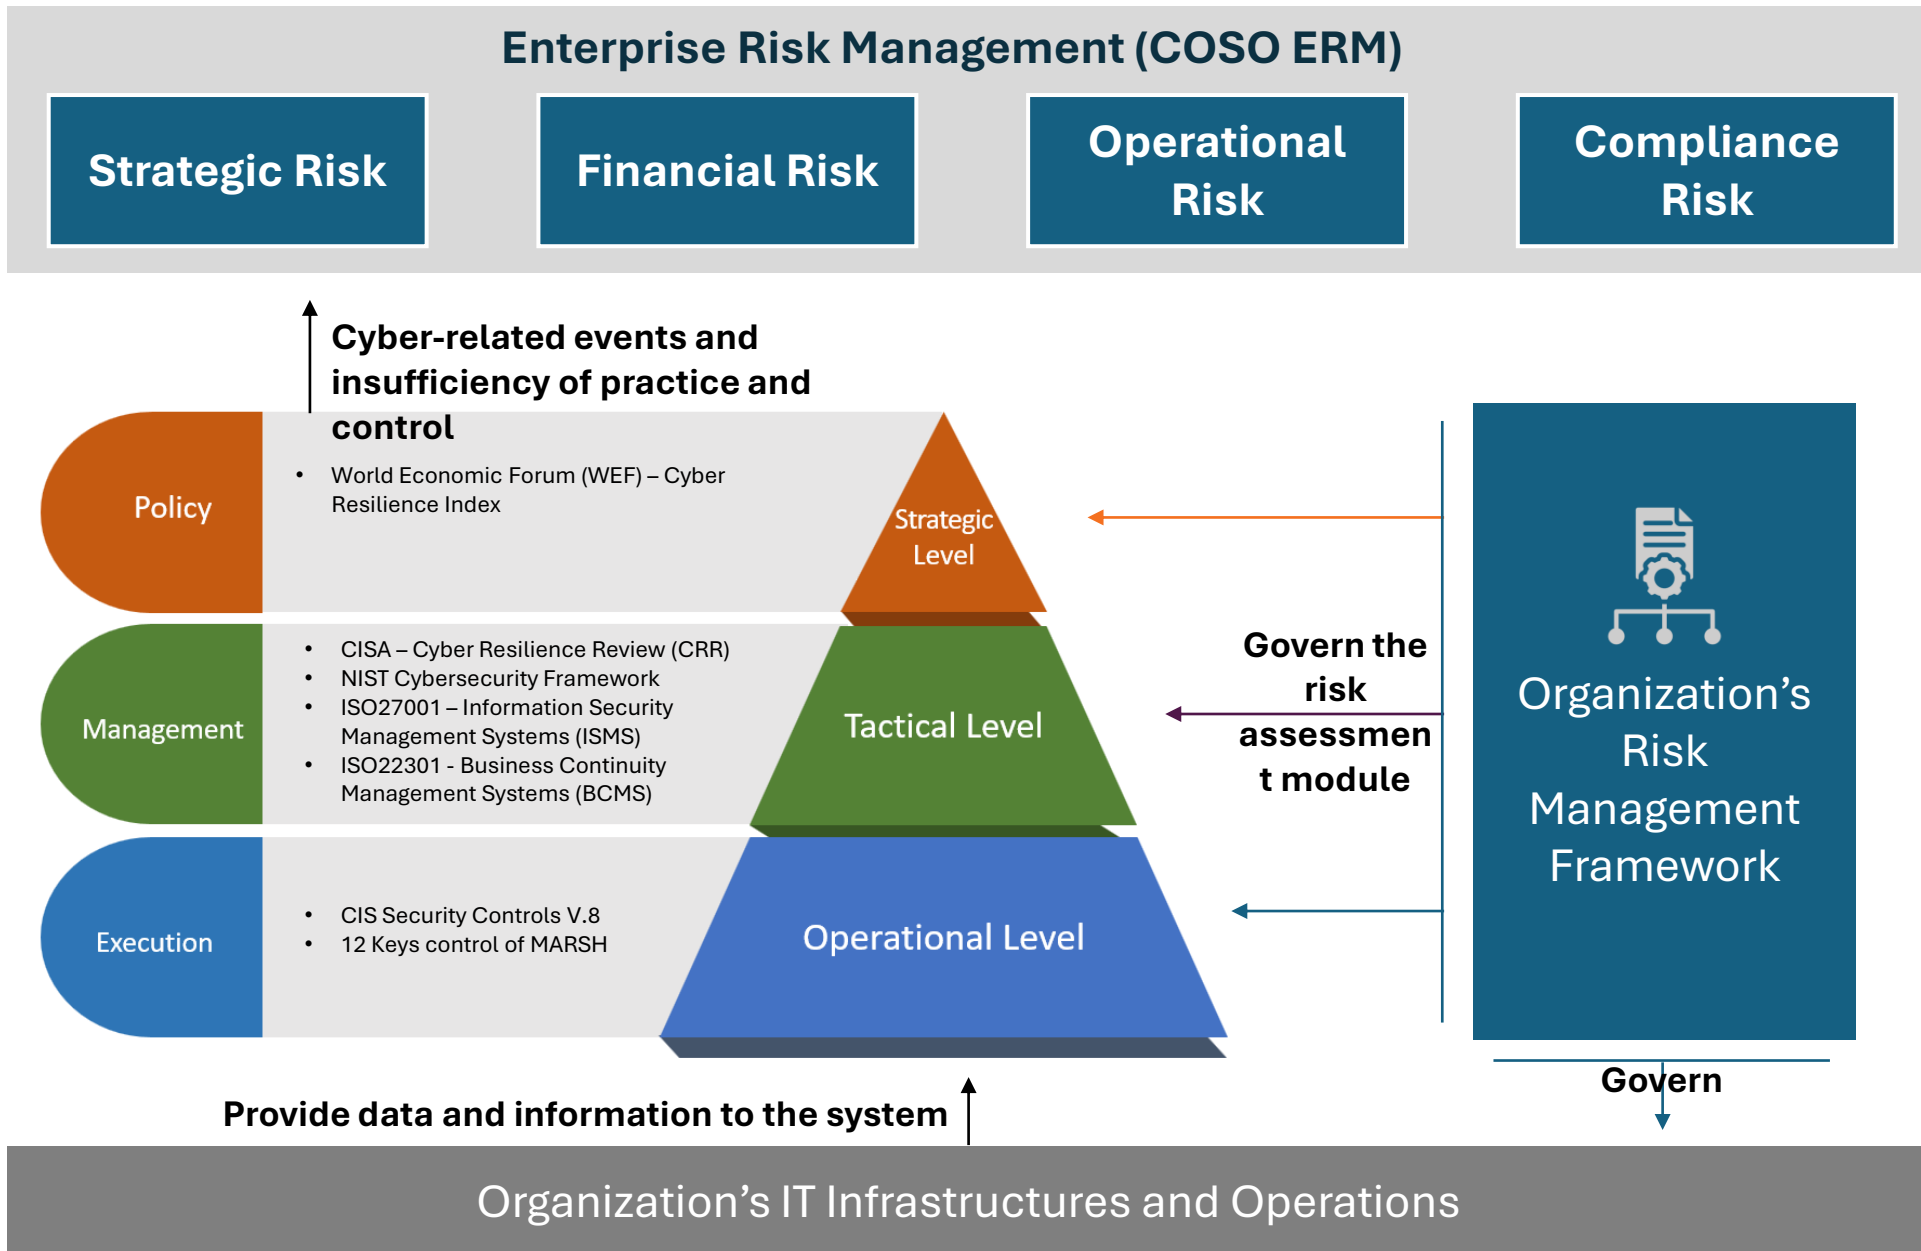 Enterprise Risk Management (COSO ERM)
Strategic Risk
Financial Risk
Operational
Risk
Compliance
Risk
Cyber-related events and
insufficiency of practice and
control
Policy
• World Economic Forum (WEF) – Cyber
Resilience Index
Strategic
Level
Management
• CISA – Cyber Resilience Review (CRR)
• NIST Cybersecurity Framework
• ISO27001 – Information Security
Management Systems (ISMS)
• ISO22301 - Business Continuity
Management Systems (BCMS)
Tactical Level
Execution
• CIS Security Controls V.8
• 12 Keys control of MARSH
Operational Level
Govern the
risk
assessmen
t module
Organization’s
Risk
Management
Framework
Govern
Provide data and information to the system
Organization’s IT Infrastructures and Operations